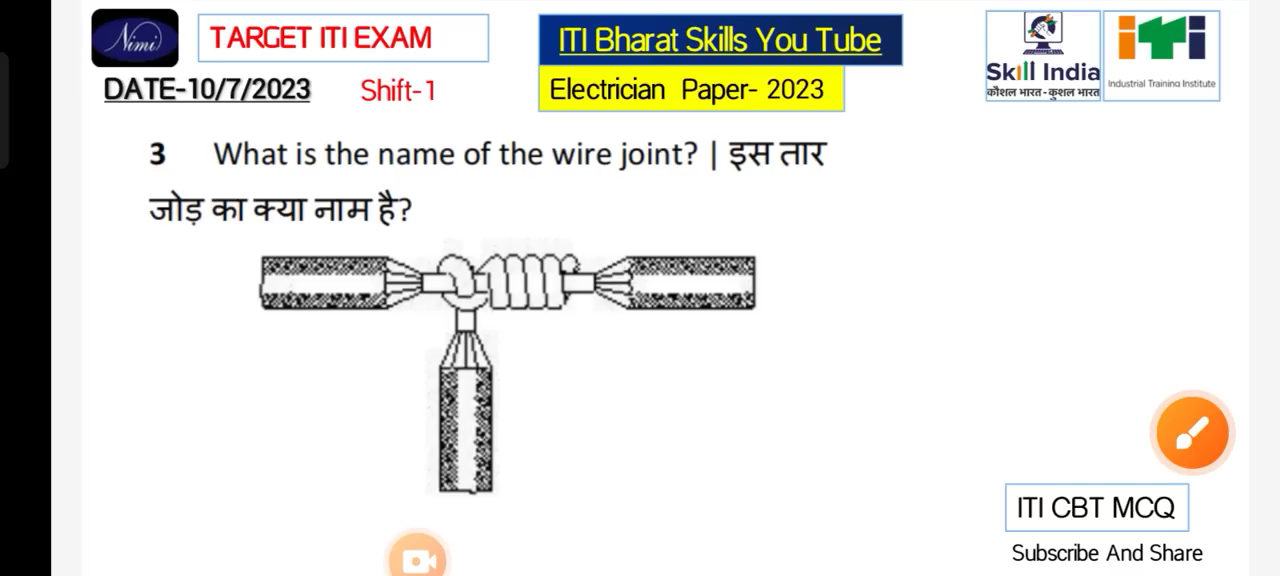 Nimi
TARGET ITI EXAM
ITI Bharat Skills You Tube
DATE-10/7/2023 Shift-1
Electrician Paper- 2023
Skill India
कौशल भारत - कुशल भारत
iTi
Industrial Training Institute
3 What is the name of the wire joint? | इस तार
जोड़ का क्या नाम है?
ITI CBT MCQ
Subscribe And Share